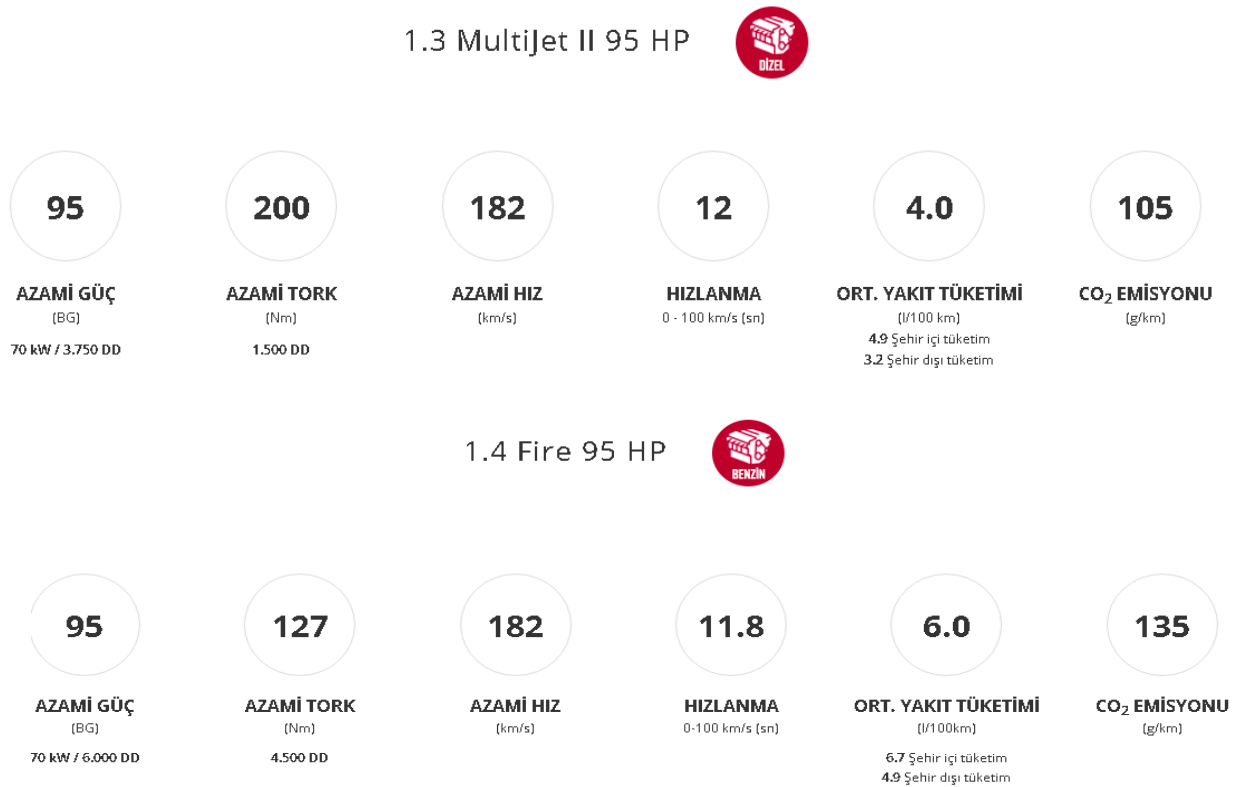 1.3 MultiJet II 95 HP
DİZEL
95 200 182 12 4.0 105
AZAMİ GÜÇ AZAMİ TORK AZAMİ HIZ HIZLANMA ORT. YAKIT TÜKETİMİ CO₂ EMİSYONU
(BG) (Nm) (km/s) 0 - 100 km/s (sn) (l/100 km) (g/km)
4.9 Şehir içi tüketim
70 kW / 3.750 DD 1.500 DD
3.2 Şehir dışı tüketim
1.4 Fire 95 HP
BENZİN
95 127 182 11.8 6.0 135
AZAMİ GÜÇ AZAMİ TORK AZAMİ HIZ HIZLANMA ORT. YAKIT TÜKETİMİ CO₂ EMİSYONU
(BG) (Nm) (km/s) 0-100 km/s (sn) (l/100km) (g/km)
70 kW / 6.000 DD 4.500 DD 6.7 Şehir içi tüketim
4.9 Şehir dışı tüketim